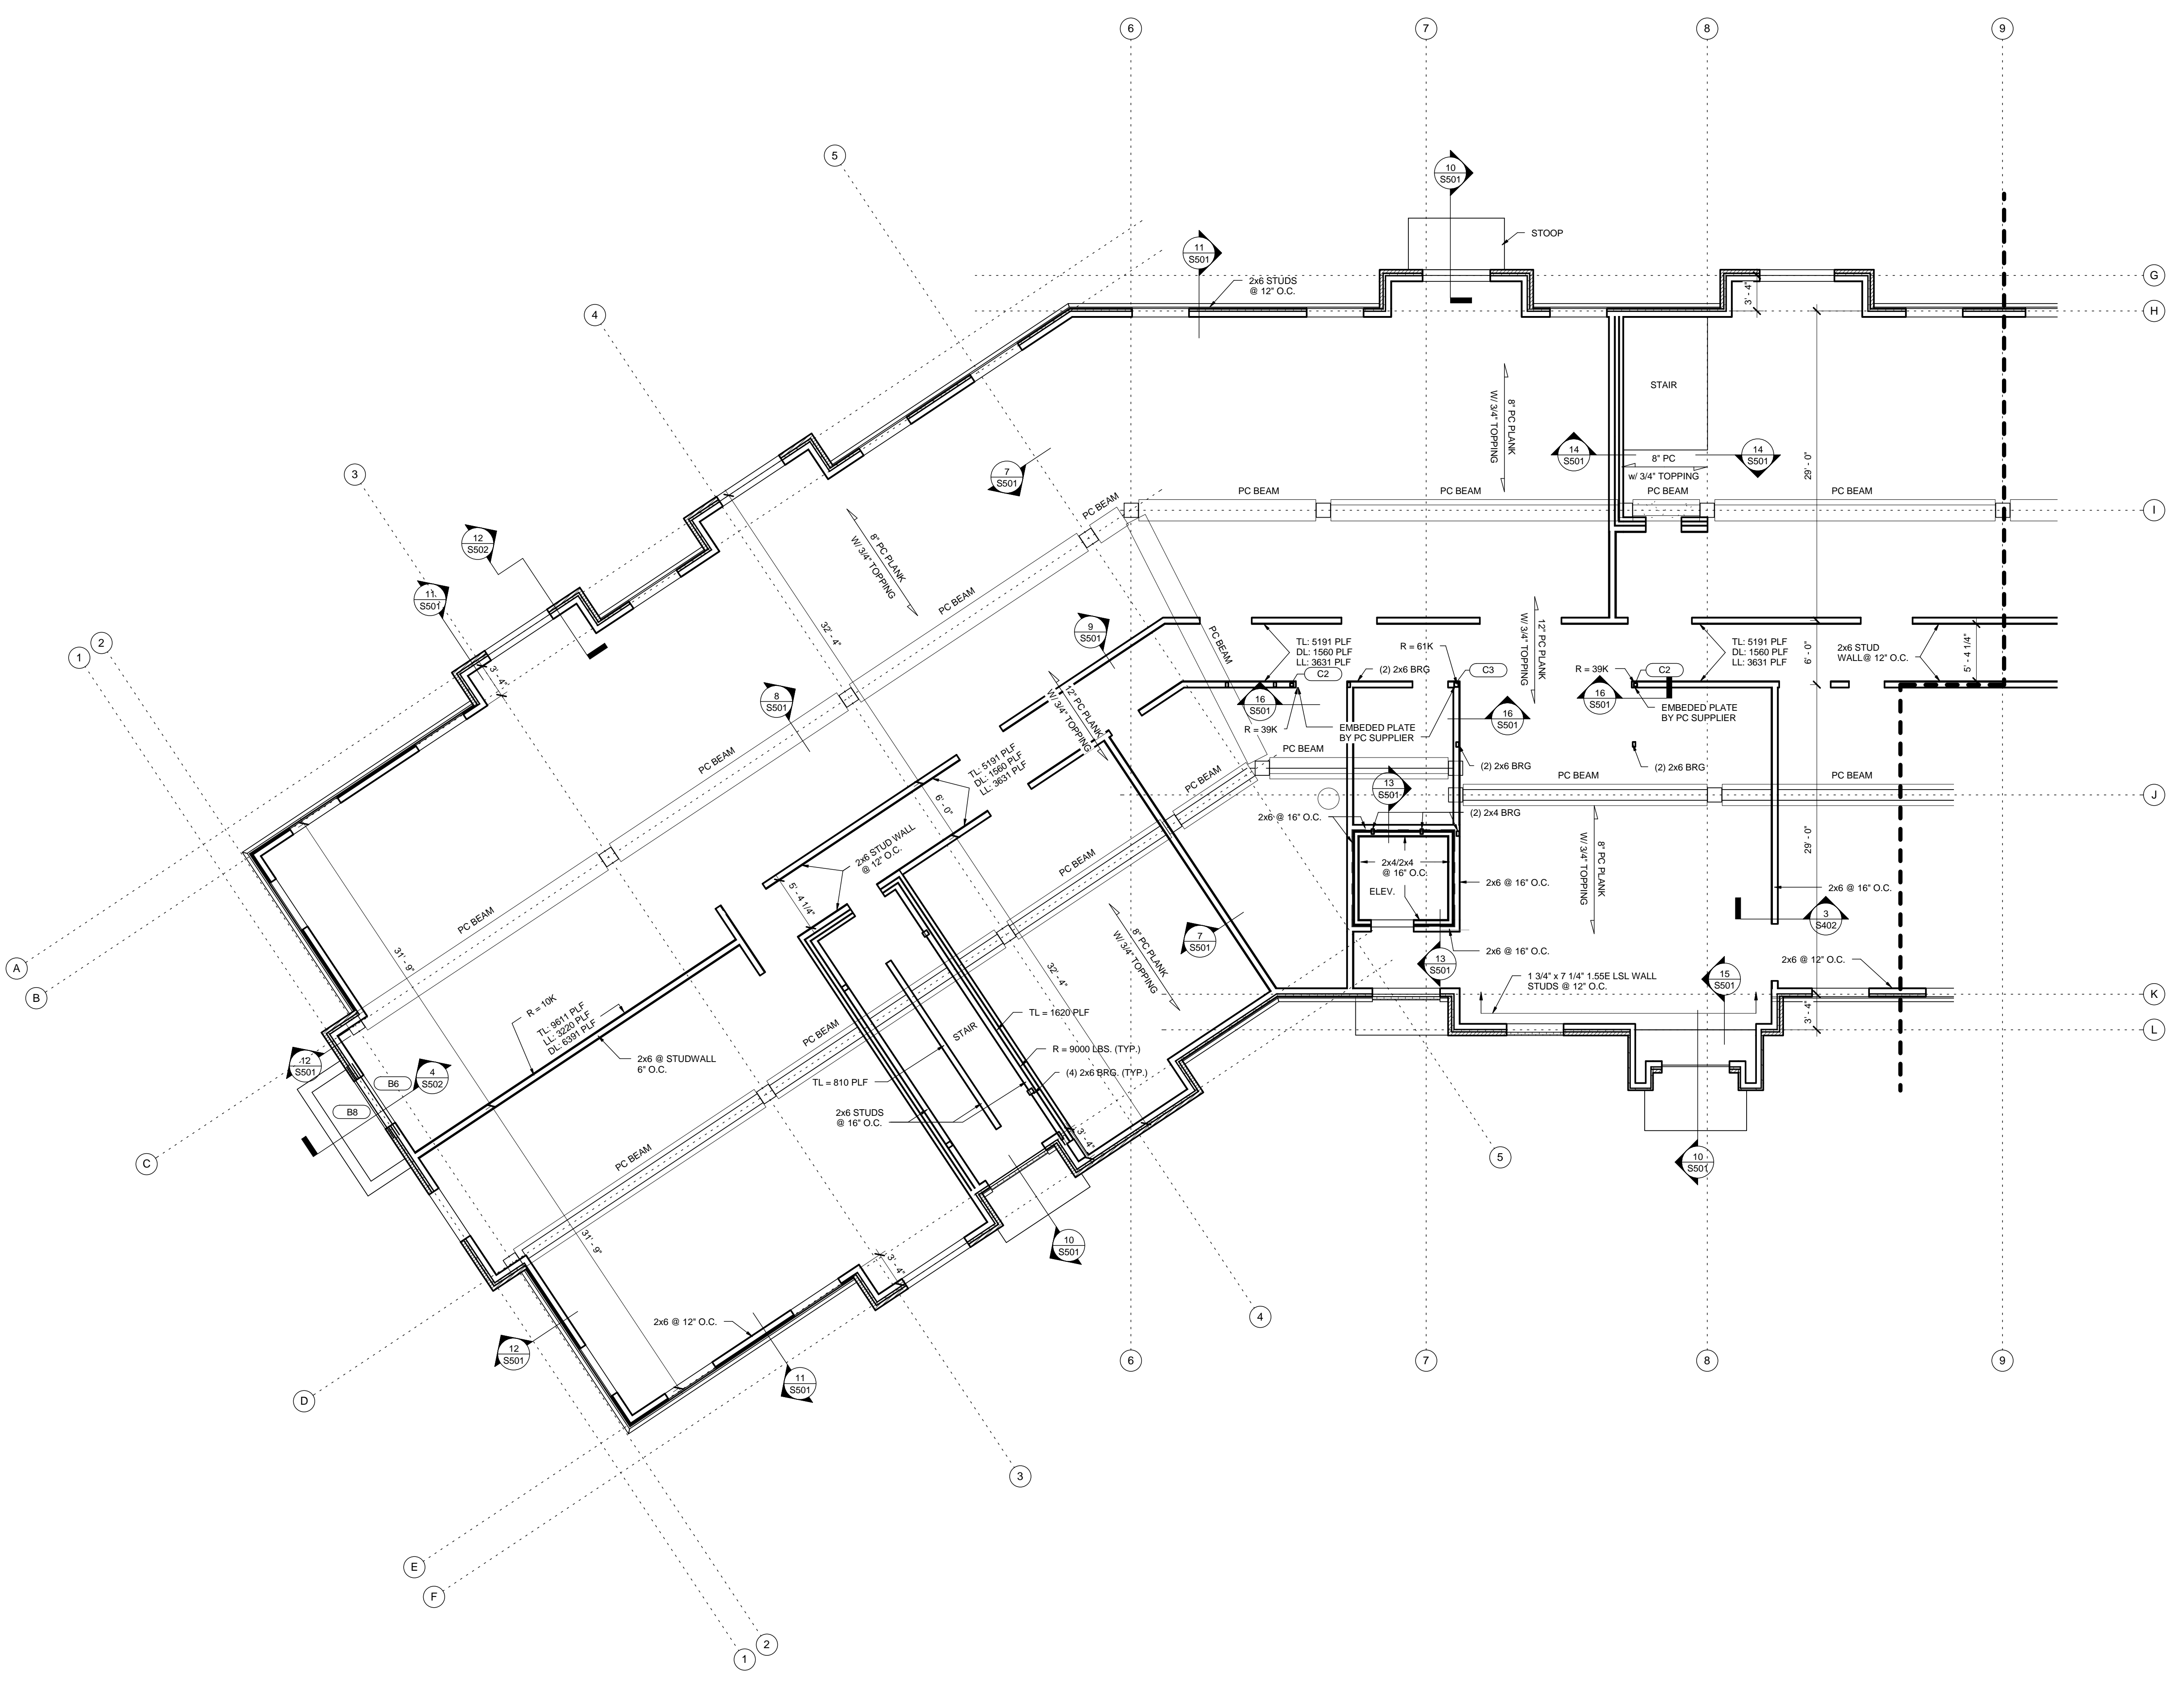 6
7
8
9
5
10
S501
STOOP
11
S501
G
2x6 STUDS
@ 12" O.C.
3' - 4"
H
4
STAIR
8" PC PLANK
W/ 3/4" TOPPING
14
S501
14
S501
8" PC
w/ 3/4" TOPPING
29' - 0"
3
7
S501
PC BEAM
PC BEAM
PC BEAM
PC BEAM
PC BEAM
I
12
S502
8" PC PLANK
W/ 3/4" TOPPING
11
S501
PC BEAM
32' - 4"
9
S501
PC BEAM
TL: 5191 PLF
DL: 1560 PLF
LL: 3631 PLF
R = 61K
12' PC PLANK
W/ 3/4" TOPPING
TL: 5191 PLF
DL: 1560 PLF
LL: 3631 PLF
2x6 STUD
WALL@ 12" O.C.
6' - 0"
5' - 4 1/4"
2
1
3' - 4"
8
S501
12' PC PLANK
W/ 3/4" TOPPING
C2
(2) 2x6 BRG
C3
R = 39K
C2
16
S501
R = 39K
EMBEDED PLATE
BY PC SUPPLIER
16
S501
16
S501
EMBEDED PLATE
BY PC SUPPLIER
PC BEAM
TL: 5191 PLF
DL: 1560 PLF
LL: 3631 PLF
PC BEAM
PC BEAM
(2) 2x6 BRG
(2) 2x6 BRG
PC BEAM
PC BEAM
J
13
S501
6' - 0"
2x6 @ 16" O.C.
(2) 2x4 BRG
2x6 STUD WALL
@ 12" O.C.
PC BEAM
2x4/2x4
@ 16" O.C.
ELEV.
2x6 @ 16" O.C.
8" PC PLANK
W/ 3/4" TOPPING
29' - 0"
2x6 @ 16" O.C.
3
S402
5' - 4 1/4"
PC BEAM
8" PC PLANK
W/ 3/4" TOPPING
7
S501
13
S501
2x6 @ 16" O.C.
2x6 @ 12" O.C.
A
B
31' - 9"
32' - 4"
1 3/4" x 7 1/4" 1.55E LSL WALL
STUDS @ 12" O.C.
15
S501
K
3' - 4"
L
R = 10K
TL: 9611 PLF
LL: 3220 PLF
DL: 6391 PLF
PC BEAM
STAIR
TL = 1620 PLF
R = 9000 LBS. (TYP.)
(4) 2x6 BRG. (TYP.)
TL = 810 PLF
2x6 STUDS
@ 16" O.C.
2x6 @ STUDWALL
6" O.C.
12
S501
B6
4
S502
B8
3' - 4"
C
PC BEAM
5
10
S501
31' - 9"
10
S501
3' - 4"
4
2x6 @ 12" O.C.
12
S501
11
S501
6
7
8
9
D
3
E
F
2
1